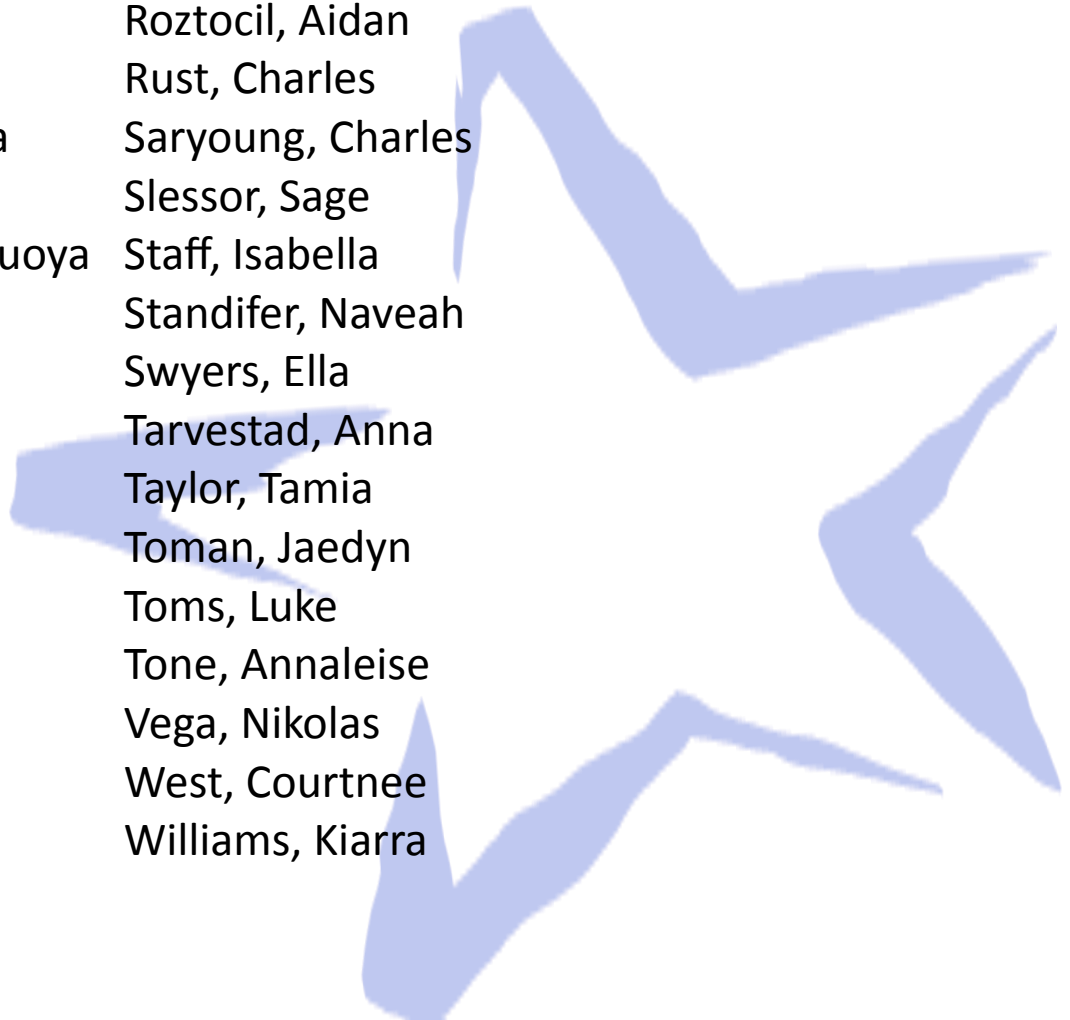 Roztocil, Aidan
Rust, Charles
a Saryoung, Charles
Slessor, Sage
uoya Staff, Isabella
Standifer, Naveah
Swyers, Ella
Tarvestad, Anna
Taylor, Tamia
Toman, Jaedyn
Toms, Luke
Tone, Annaleise
Vega, Nikolas
West, Courtnee
Williams, Kiarra